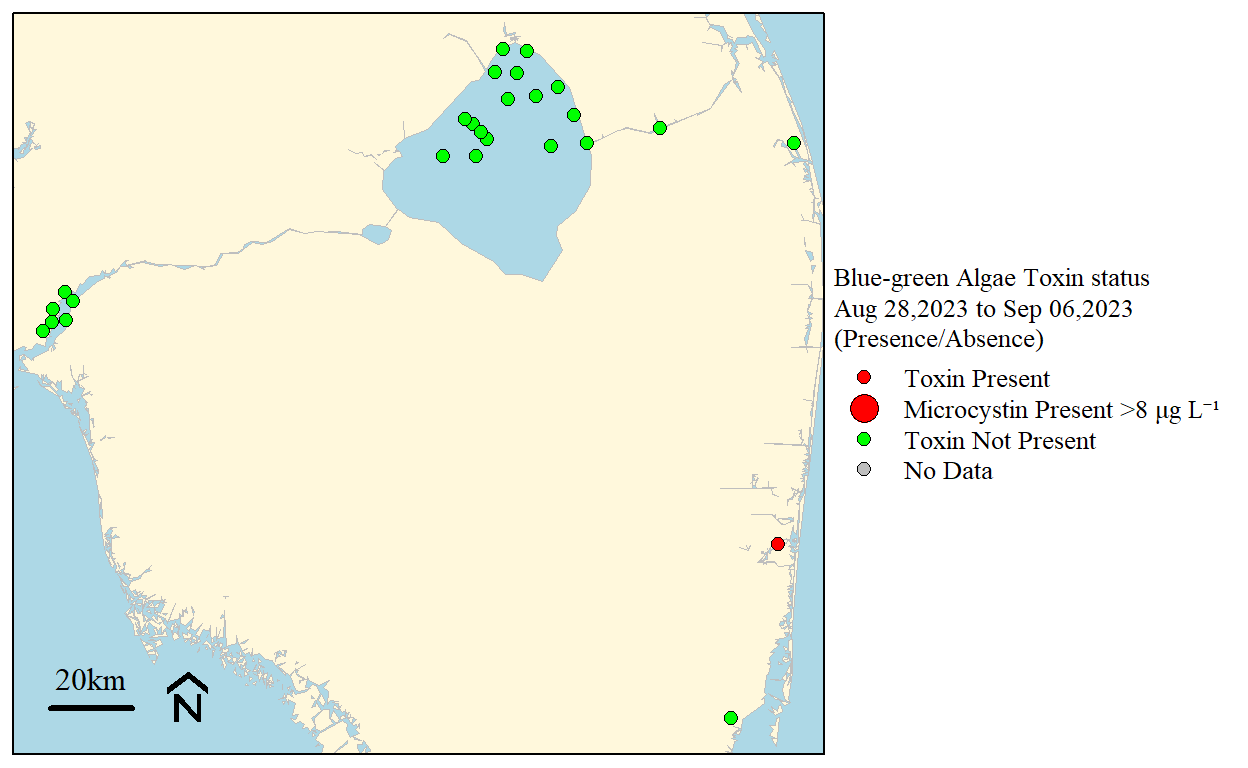 Blue-green Algae Toxin status
Aug 28,2023 to Sep 06,2023
(Presence/Absence)
Toxin Present
Microcystin Present >8 μg L⁻¹
Toxin Not Present
No Data
20km
N